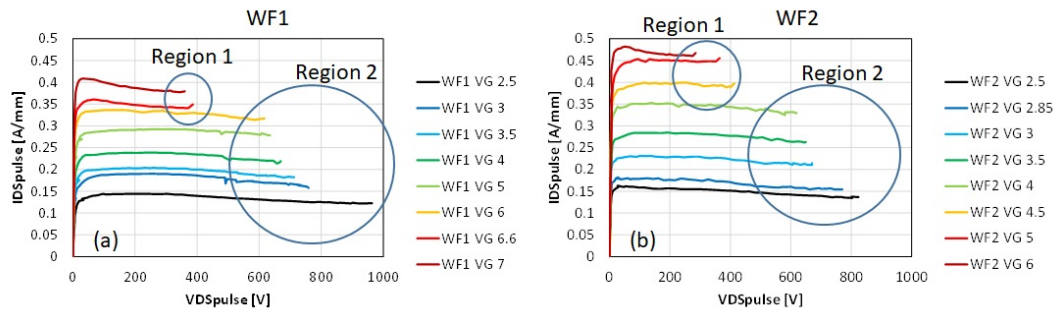 WF1
0.5
0.45
0.4
0.35
0.3
0.25
0.2
0.15
0.1
0.05
0
IDSpulse [A/mm]
Region 1
Region 2
(a)
0 200 400 600 800 1000
VDSpulse [V]
WF1 VG 2.5
WF1 VG 3
WF1 VG 3.5
WF1 VG 4
WF1 VG 5
WF1 VG 6
WF1 VG 6.6
WF1 VG 7
WF2
0.5
0.45
0.4
0.35
0.3
0.25
0.2
0.15
0.1
0.05
0
IDSpulse [A/mm]
Region 1
Region 2
(b)
0 200 400 600 800 1000
VDSpulse [V]
WF2 VG 2.5
WF2 VG 2.85
WF2 VG 3
WF2 VG 3.5
WF2 VG 4
WF2 VG 4.5
WF2 VG 5
WF2 VG 6